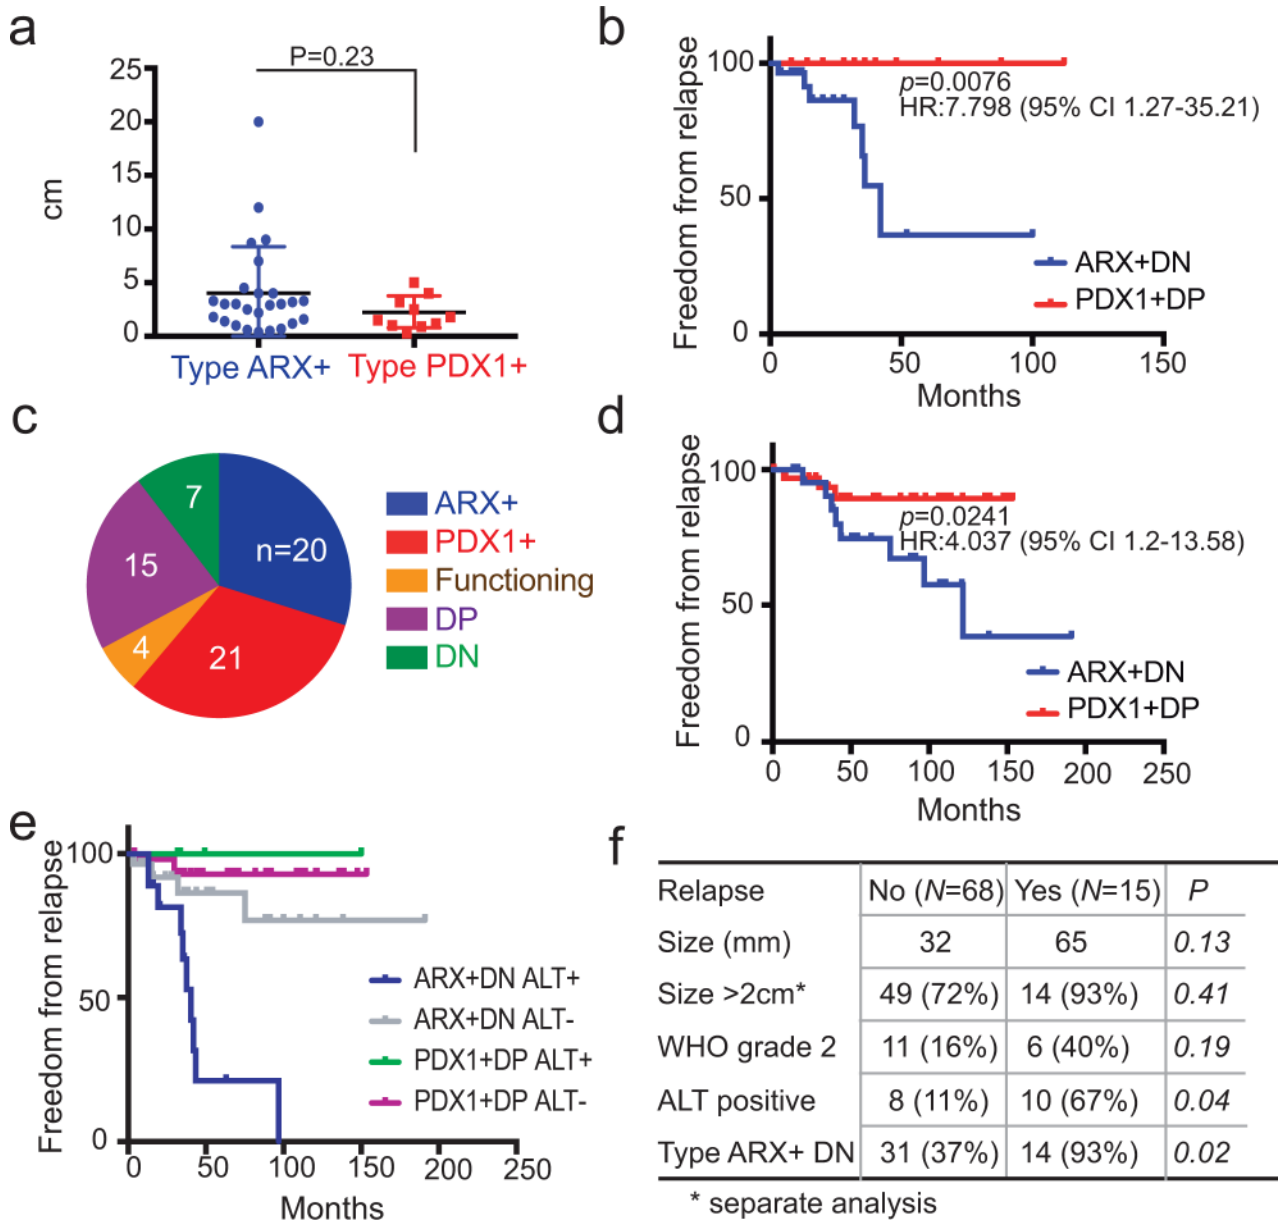 a
P=0.23
25
20
15
10
5
0
cm
Type ARX+
Type PDX1+
b
Freedom from relapse
100
50
0
p=0.0076
HR:7.798 (95% CI 1.27-35.21)
ARX+DN
PDX1+DP
0 50 100 150
Months
c
7
n=20
15
4
21
ARX+
PDX1+
Functioning
DP
DN
d
Freedom from relapse
100
50
0
p=0.0241
HR:4.037 (95% CI 1.2-13.58)
ARX+DN
PDX1+DP
0 50 100 150 200 250
Months
e
Freedom from relapse
100
50
0
ARX+DN ALT+
ARX+DN ALT-
PDX1+DP ALT+
PDX1+DP ALT-
0 50 100 150 200 250
Months
f
Relapse No (N=68) Yes (N=15) P
Size (mm) 32 65 0.13
Size >2cm* 49 (72%) 14 (93%) 0.41
WHO grade 2 11 (16%) 6 (40%) 0.19
ALT positive 8 (11%) 10 (67%) 0.04
Type ARX+ DN 31 (37%) 14 (93%) 0.02
* separate analysis